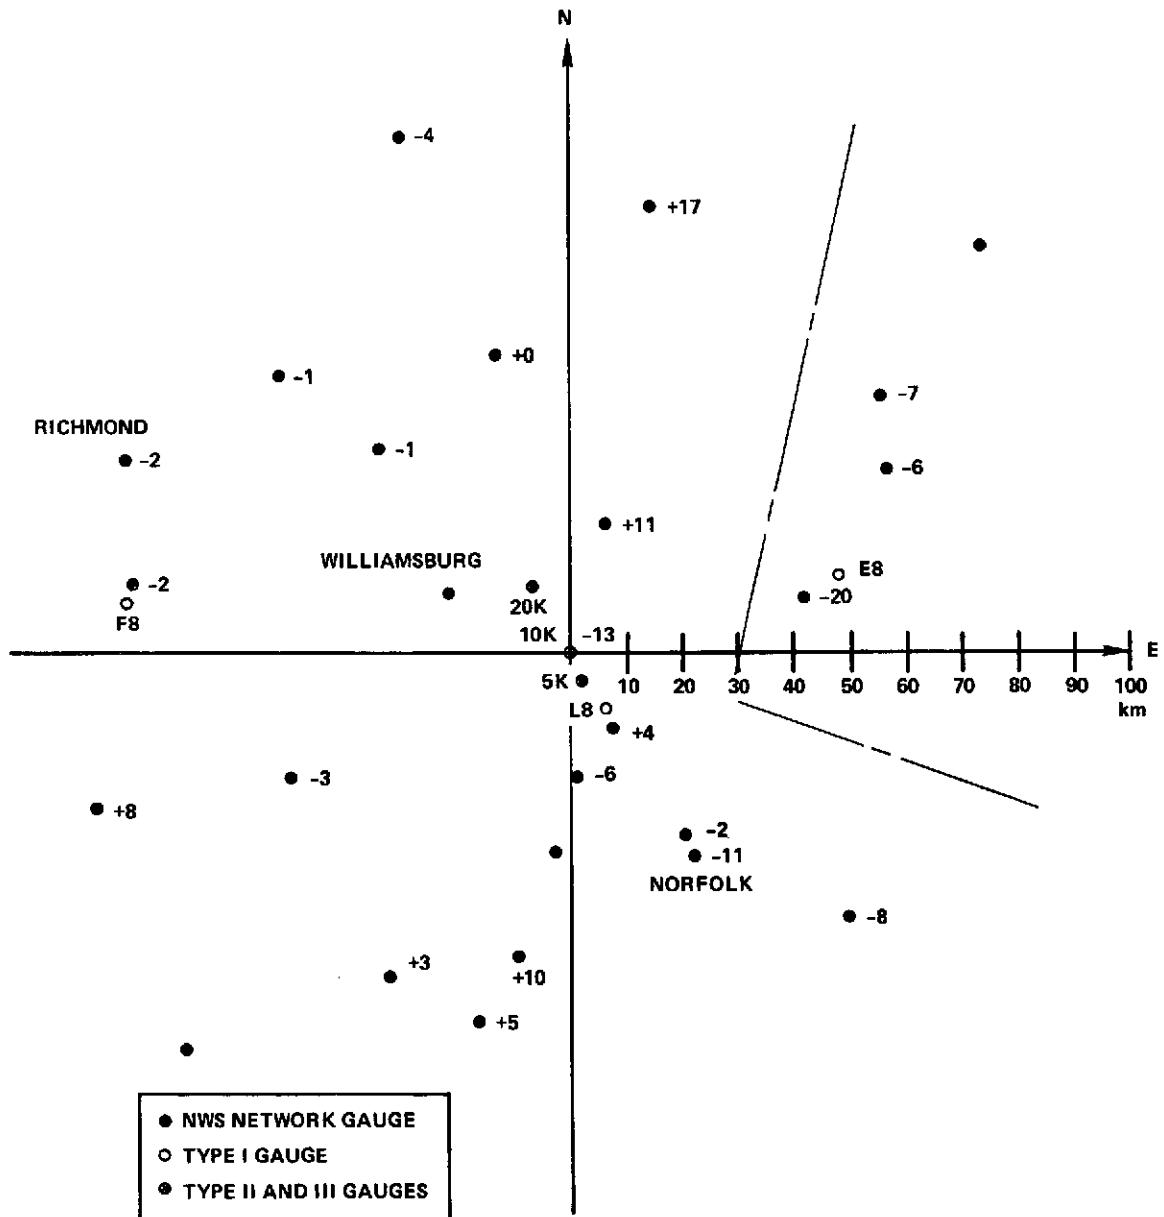 N
-4
+17
+0
-1
-7
RICHMOND
-2
-1
-6
+11
WILLIAMSBURG
E8
-2
-20
F8
20K
10K
-13
E
5K
10 20 30 40 50 60 70 80 90 100
km
L8
+4
-3
-6
+8
-2
-11
NORFOLK
-8
+3
+10
+5
NWS NETWORK GAUGE
TYPE I GAUGE
TYPE II AND III GAUGES